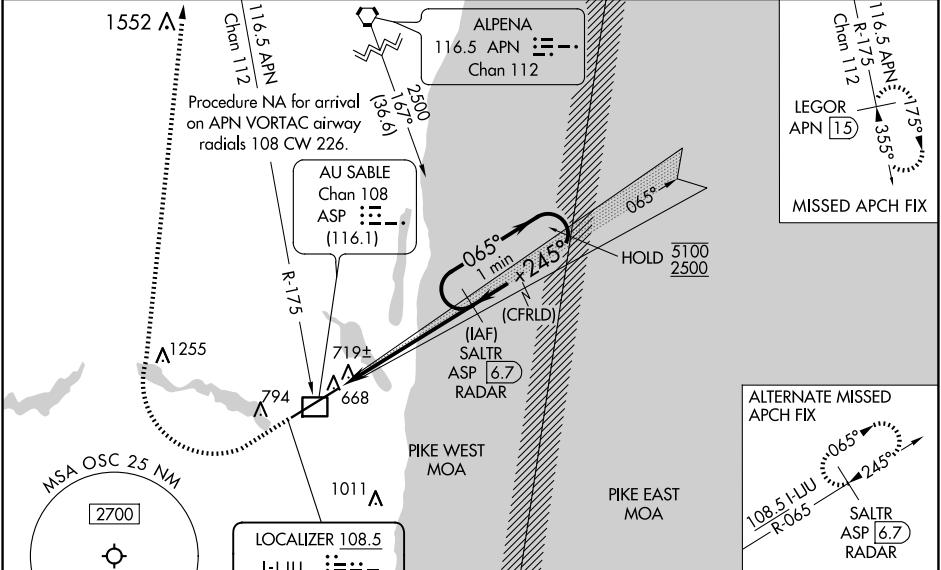 1552
116.5 APN
Chan 112
Procedure NA for arrival
on APN VORTAC airway
radials 108 CW 226.
ALPENA
116.5 APN
Chan 112
2500
167°
(36.6)
116.5 APN
R-175
Chan 112
LEGOR
APN 15
175°
355°
MISSED APCH FIX
AU SABLE
Chan 108
ASP
(116.1)
R-175
065°
1 min
+245°
065°
HOLD 5100
2500
(CFRLD)
(IAF)
SALTR
ASP 6.7
RADAR
1255
719±
668
794
PIKE WEST
MOA
PIKE EAST
MOA
1011
MSA OSC 25 NM
2700
LOCALIZER 108.5
I-LJU
ALTERNATE MISSED
APCH FIX
065°
245°
108.5 I-LJU
R-065
SALTR
ASP 6.7
RADAR